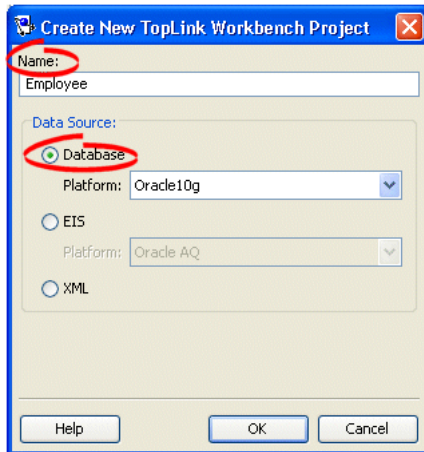 Create New TopLink Workbench Project
Name:
Employee
Data Source:
Database
Platform: Oracle10g
EIS
Platform: Oracle AQ
XML
Help OK Cancel